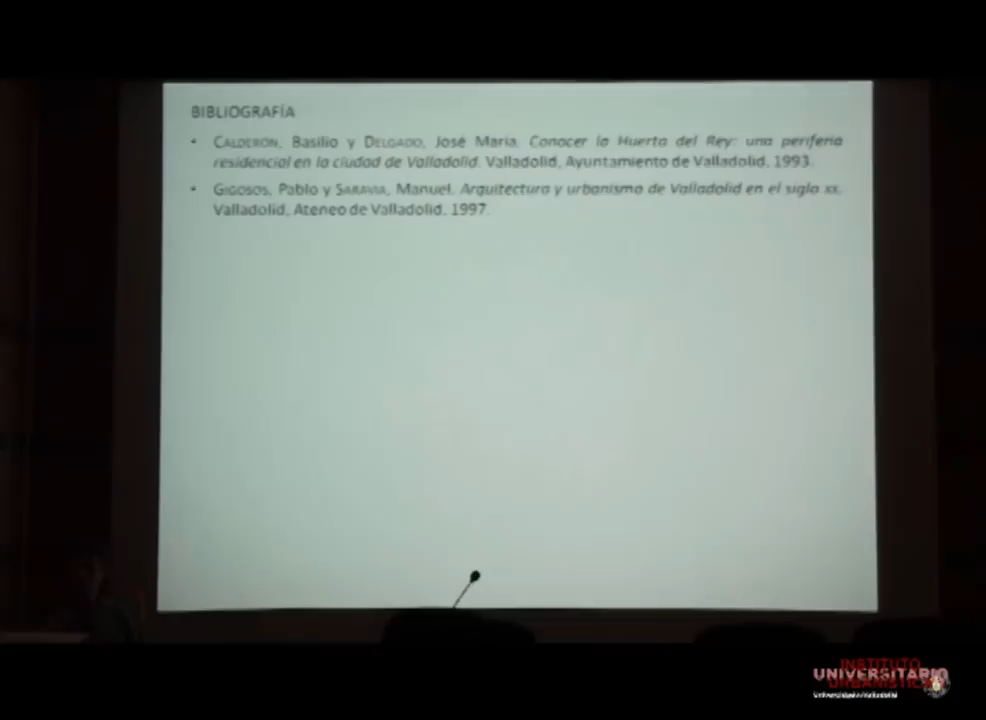 BIBLIOGRAFÍA
• CALDERÓN, Basilio y DELGADO, José María. Conocer la Huerta del Rey: una periferia
residencial en la ciudad de Valladolid. Valladolid, Ayuntamiento de Valladolid, 1993.
• GIGOSOS, Pablo y SARAVIA, Manuel. Arquitectura y urbanismo de Valladolid en el siglo XX.
Valladolid, Ateneo de Valladolid, 1997.
INSTITUTO
UNIVERSITARIO